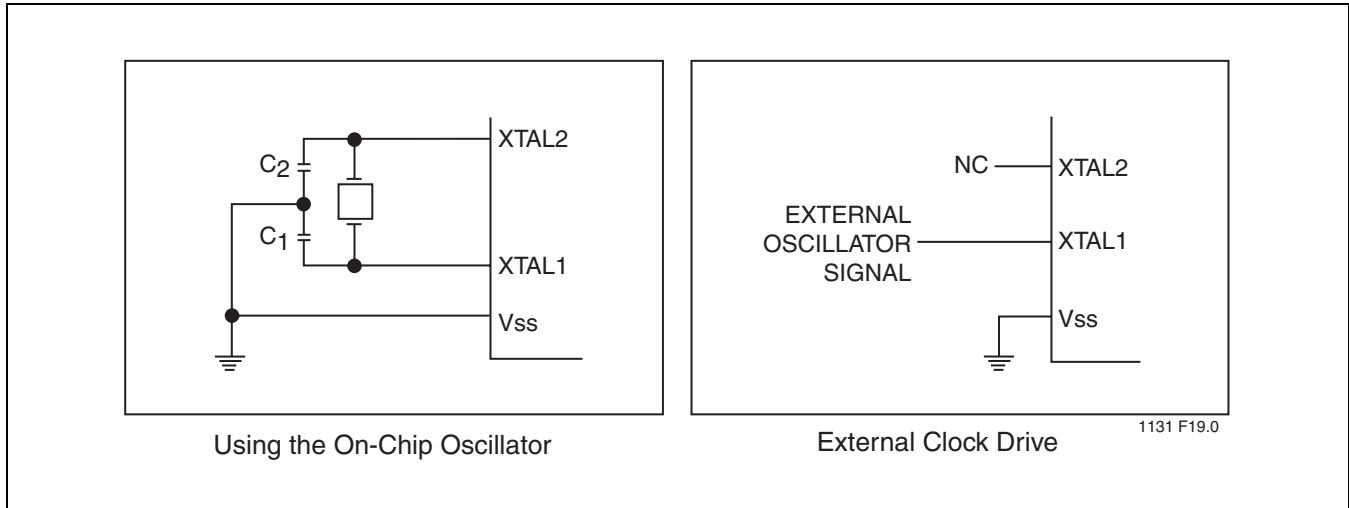 XTAL2
C2
C1
XTAL1
Vss
Using the On-Chip Oscillator
NC
XTAL2
EXTERNAL
OSCILLATOR
SIGNAL
XTAL1
Vss
External Clock Drive
1131 F19.0